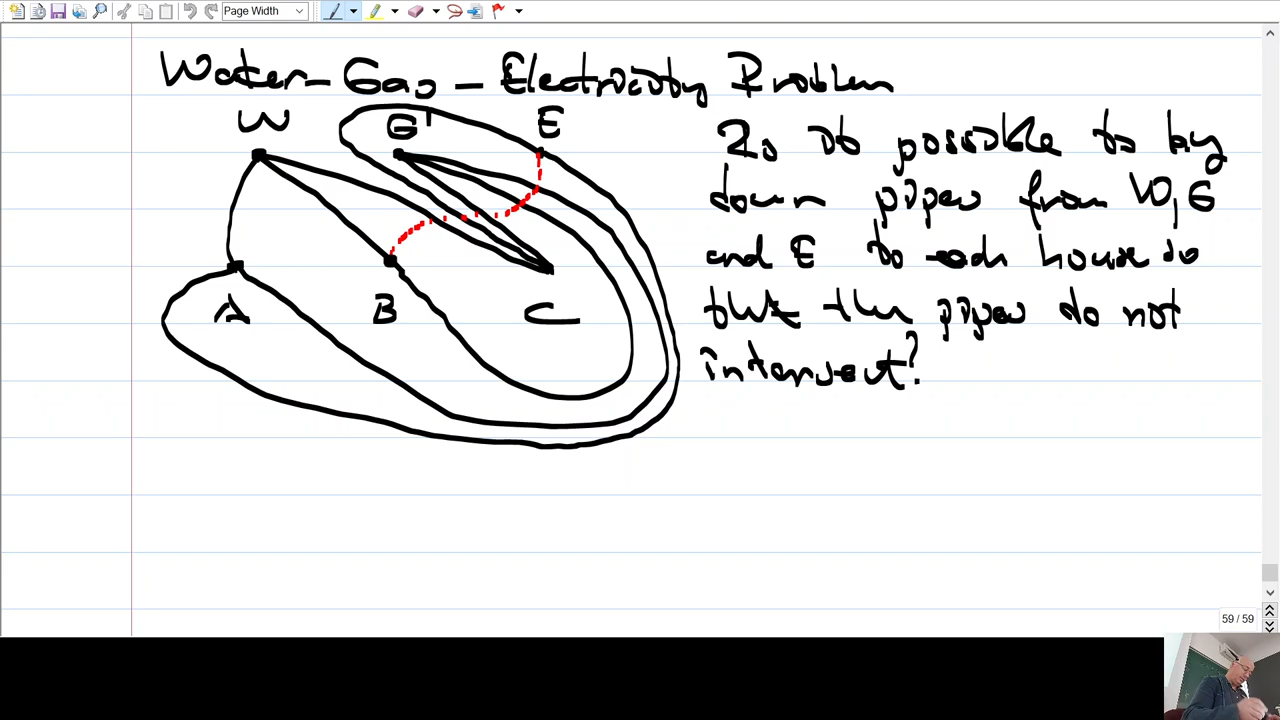 Page Width
Water-Gas-Electricity Problem
W G E
Is it possible to lay
down pipes from W, G
and E to each house so
that the pipes do not
intersect?
A B C
59 / 59